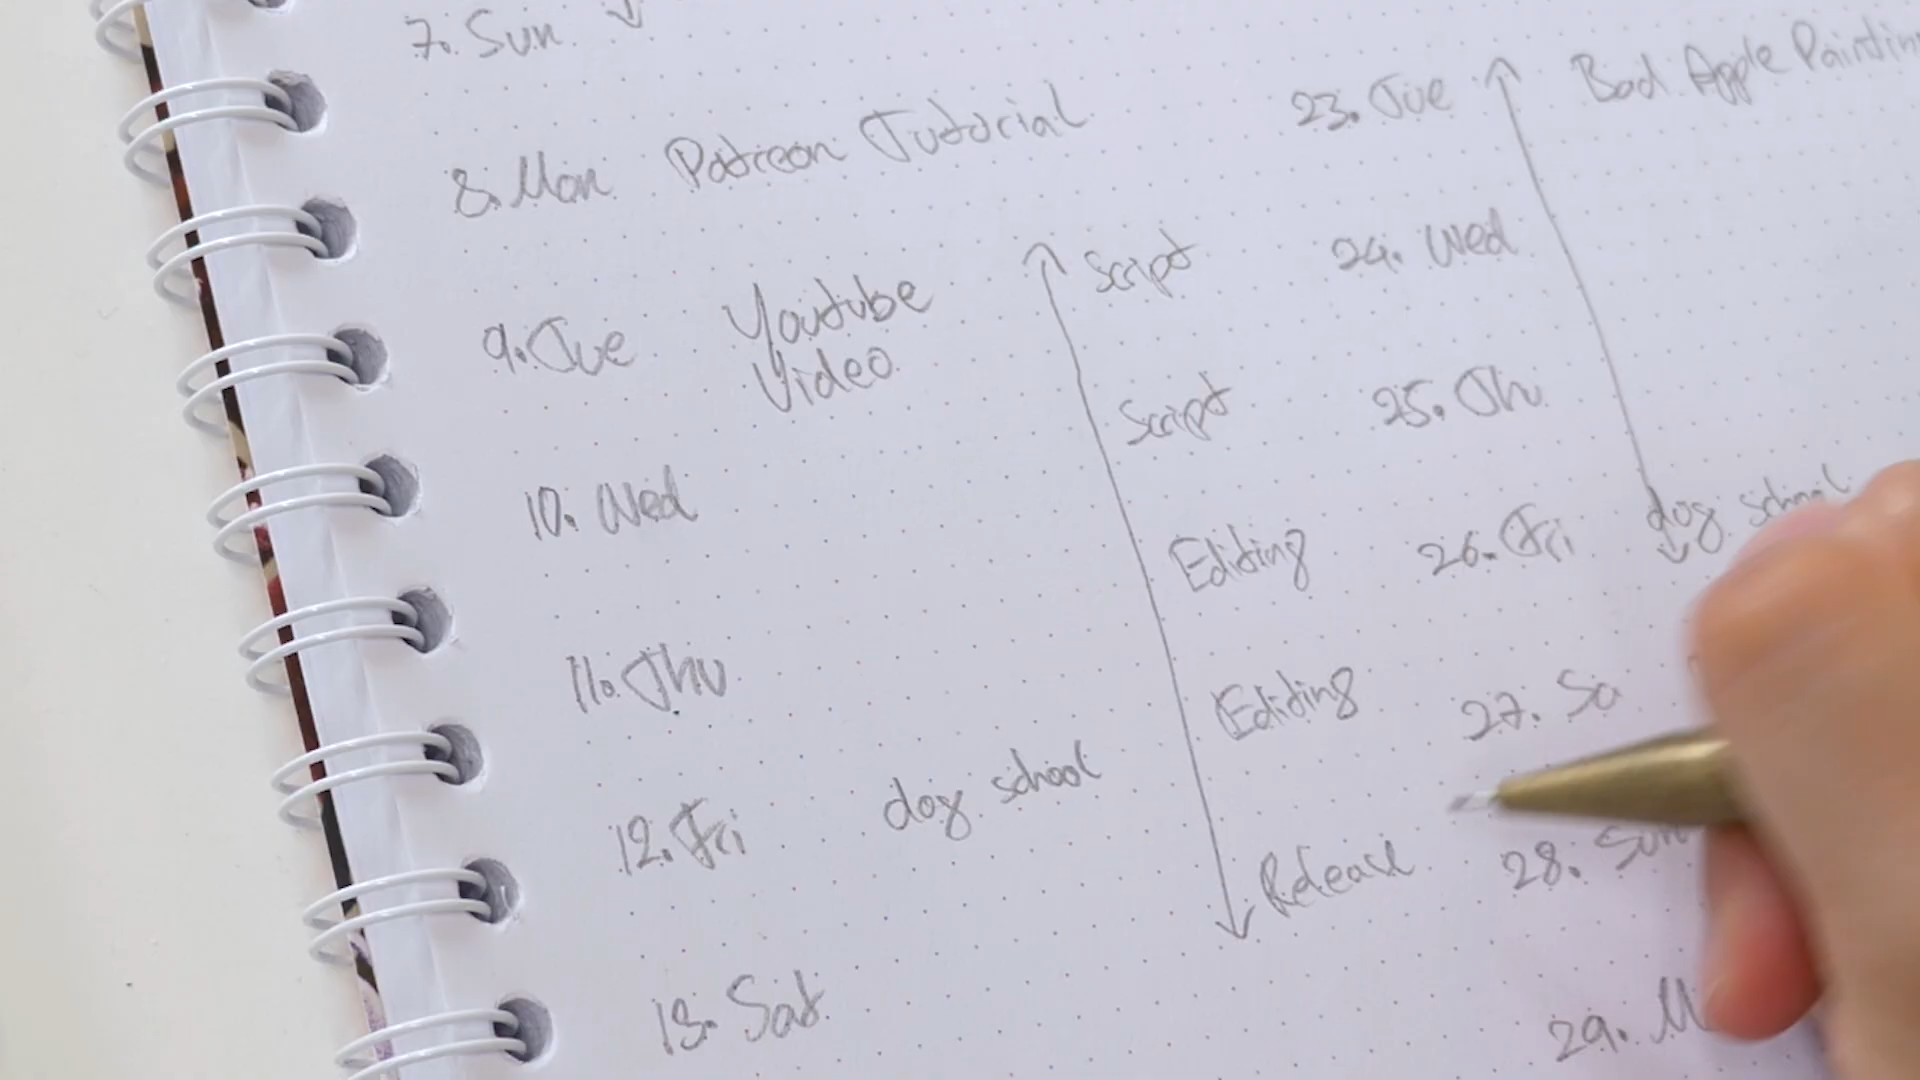 7. Sun
8. Mon Patreon Tutorial
9. Tue Youtube Video Script
10. Wed Script
11. Thu Editing
12. Fri dog school Editing
13. Sat Release
23. Tue Bad Apple
24. Wed
25. Thu
26. Fri dog school
27. Sa
28. Sun
29. M